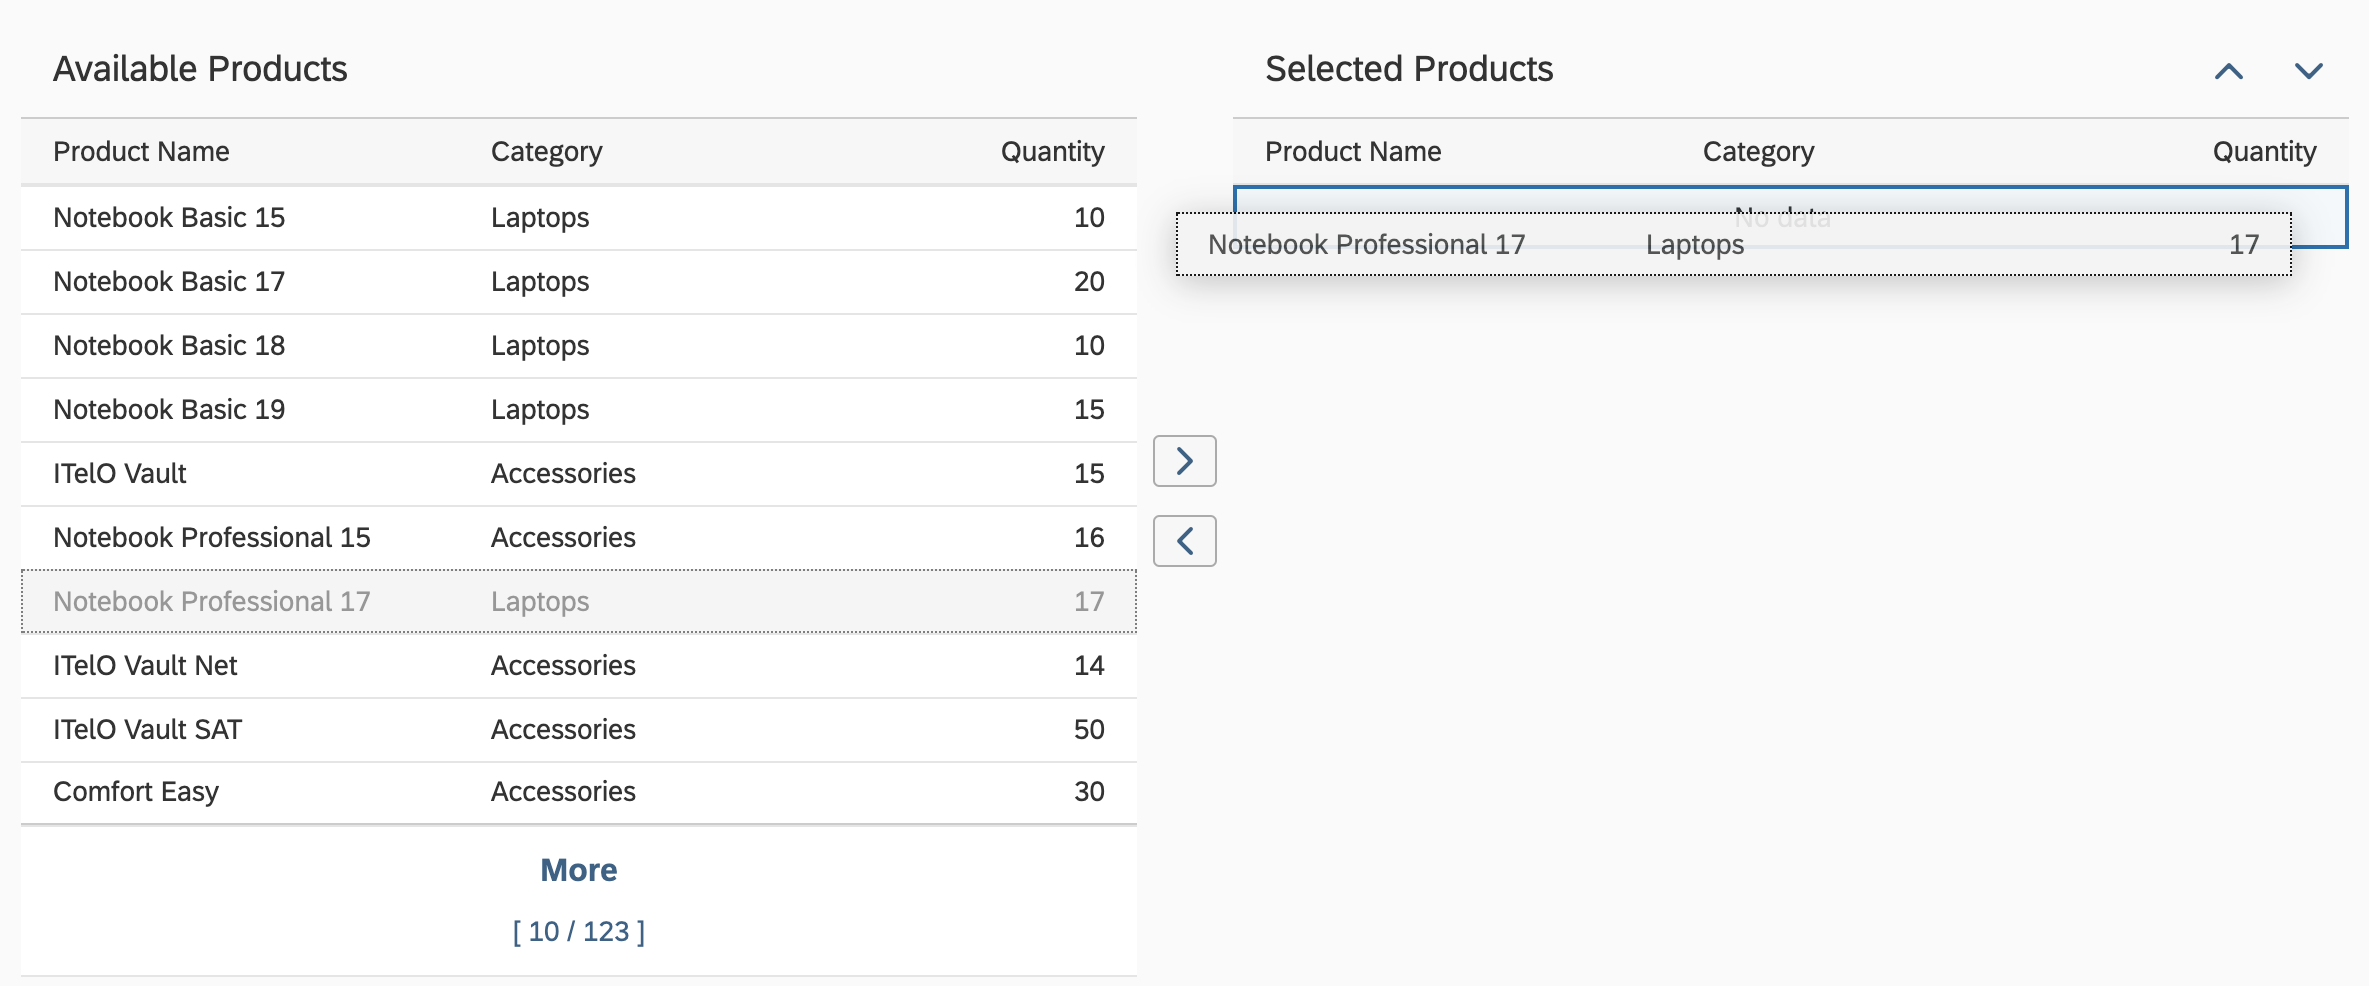 Available Products
Product Name Category Quantity
Notebook Basic 15 Laptops 10
Notebook Basic 17 Laptops 20
Notebook Basic 18 Laptops 10
Notebook Basic 19 Laptops 15
ITelO Vault Accessories 15
Notebook Professional 15 Accessories 16
Notebook Professional 17 Laptops 17
ITelO Vault Net Accessories 14
ITelO Vault SAT Accessories 50
Comfort Easy Accessories 30
More
[ 10 / 123 ]
Selected Products
Product Name Category Quantity
No data
Notebook Professional 17 Laptops 17